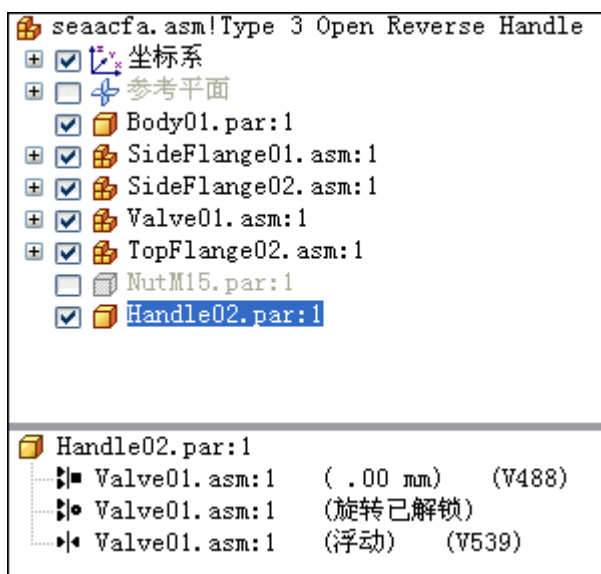 seaacfa.asm!Type 3 Open Reverse Handle
坐标系
参考平面
Body01.par:1
SideFlange01.asm:1
SideFlange02.asm:1
Valve01.asm:1
TopFlange02.asm:1
NutM15.par:1
Handle02.par:1
Handle02.par:1
Valve01.asm:1 ( .00 mm) (V488)
Valve01.asm:1 (旋转已解锁)
Valve01.asm:1 (浮动) (V539)